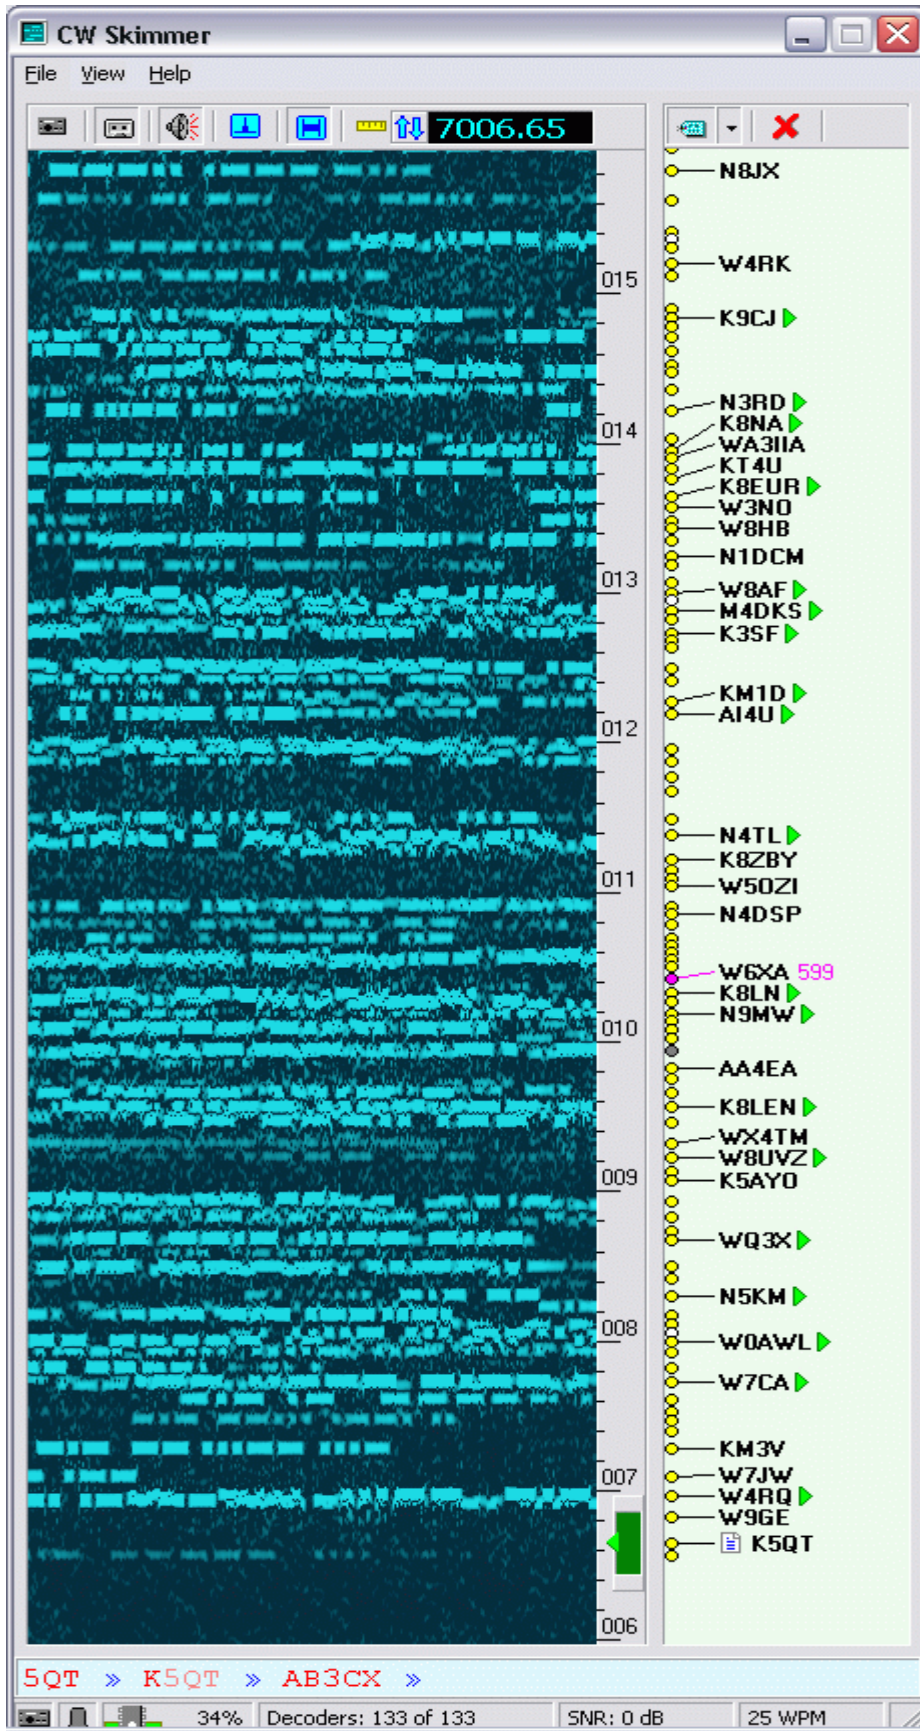 CW Skimmer
File View Help
7006.65
N8JX
W4RK
015
K9CJ
N3RD
K8NA
014
WA3IIA
KT4U
K8EUR
W3NO
W8HB
N1DCM
013
W8AF
M4DKS
K3SF
KM1D
AI4U
012
N4TL
K8ZBY
011
W5OZI
N4DSP
W6XA 599
K8LN
N9MW
010
AA4EA
K8LEN
WX4TM
W8UVZ
K5AYO
009
WQ3X
N5KM
008
W0AWL
W7CA
KM3V
007
W7JW
W4RQ
W9GE
K5QT
006
5QT » K5QT » AB3CX »
34% Decoders: 133 of 133 SNR: 0 dB 25 WPM